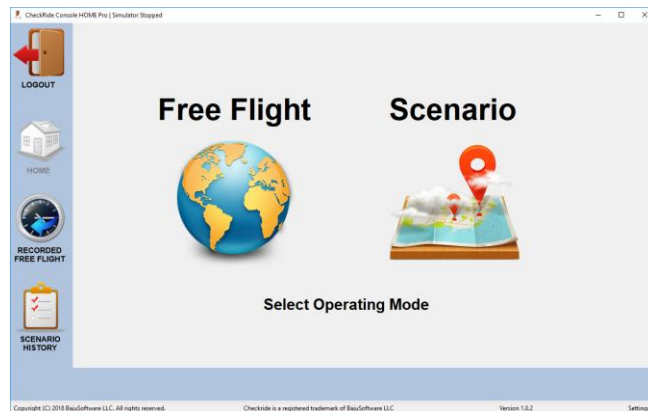 CheckRide Console HOME Pro | Simulator Stopped
LOGOUT
HOME
RECORDED
FREE FLIGHT
SCENARIO
HISTORY
Free Flight
Scenario
Select Operating Mode
Copyright (C) 2018 BajuSoftware LLC. All rights reserved.
Checkride is a registered trademark of BajuSoftware LLC
Version 1.0.2
Setting